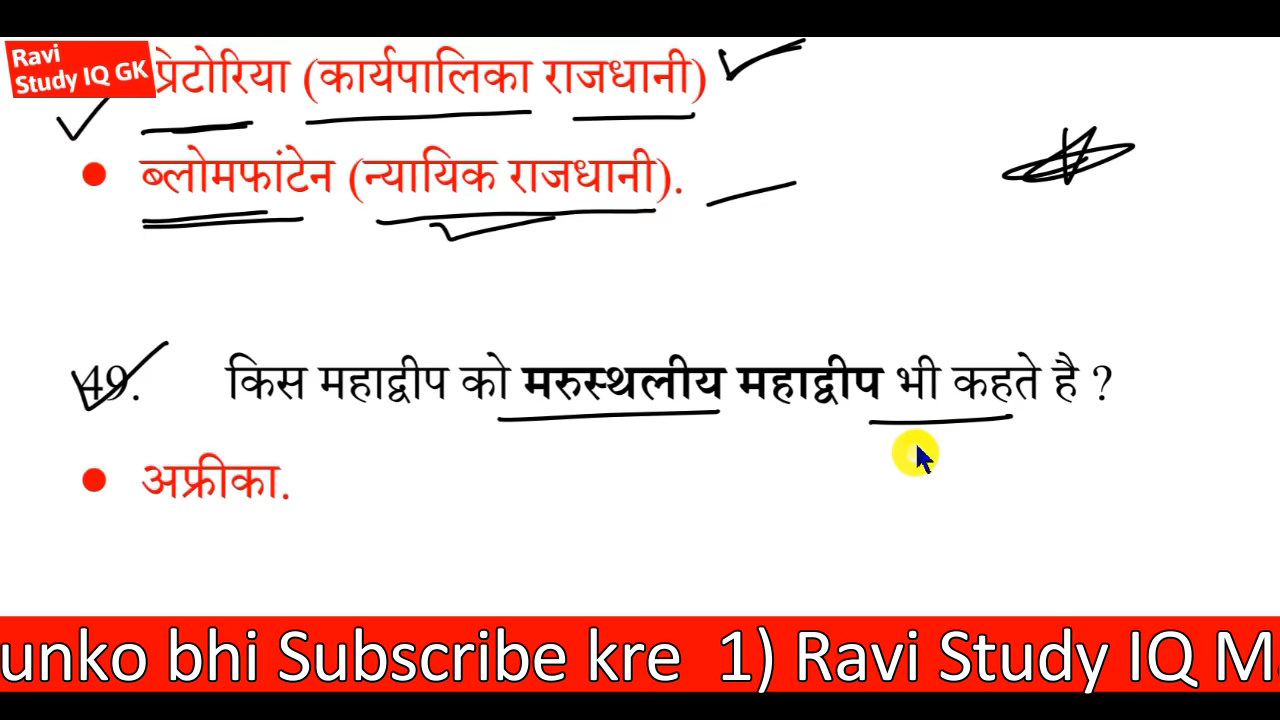 Ravi
Study IQ GK
प्रेटोरिया (कार्यपालिका राजधानी)
ब्लोमफांटेन (न्यायिक राजधानी).
49. किस महाद्वीप को मरुस्थलीय महाद्वीप भी कहते है ?
अफ्रीका.
unko bhi Subscribe kre 1) Ravi Study IQ